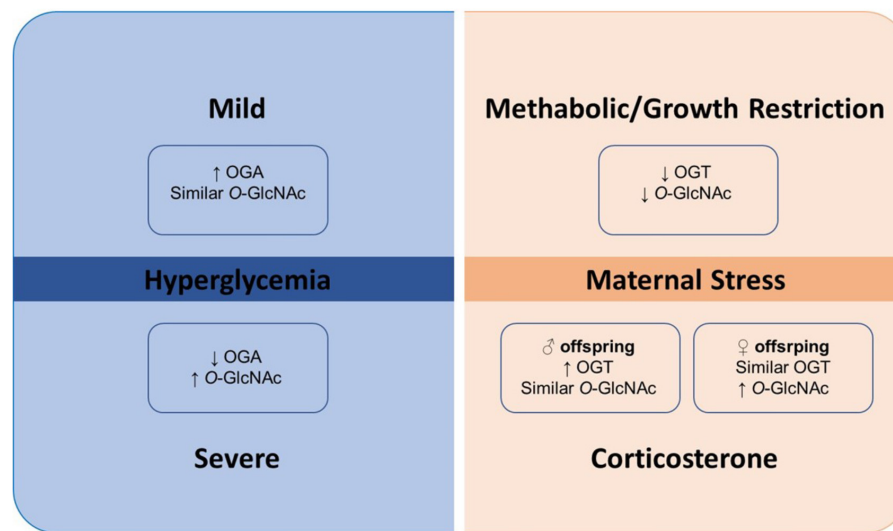 Mild
↑ OGA
Similar O-GlcNAc
Hyperglycemia
↓ OGA
↑ O-GlcNAc
Severe
Methabolic/Growth Restriction
↓ OGT
↓ O-GlcNAc
Maternal Stress
♂ offspring
↑ OGT
Similar O-GlcNAc
♀ offsrping
Similar OGT
↑ O-GlcNAc
Corticosterone